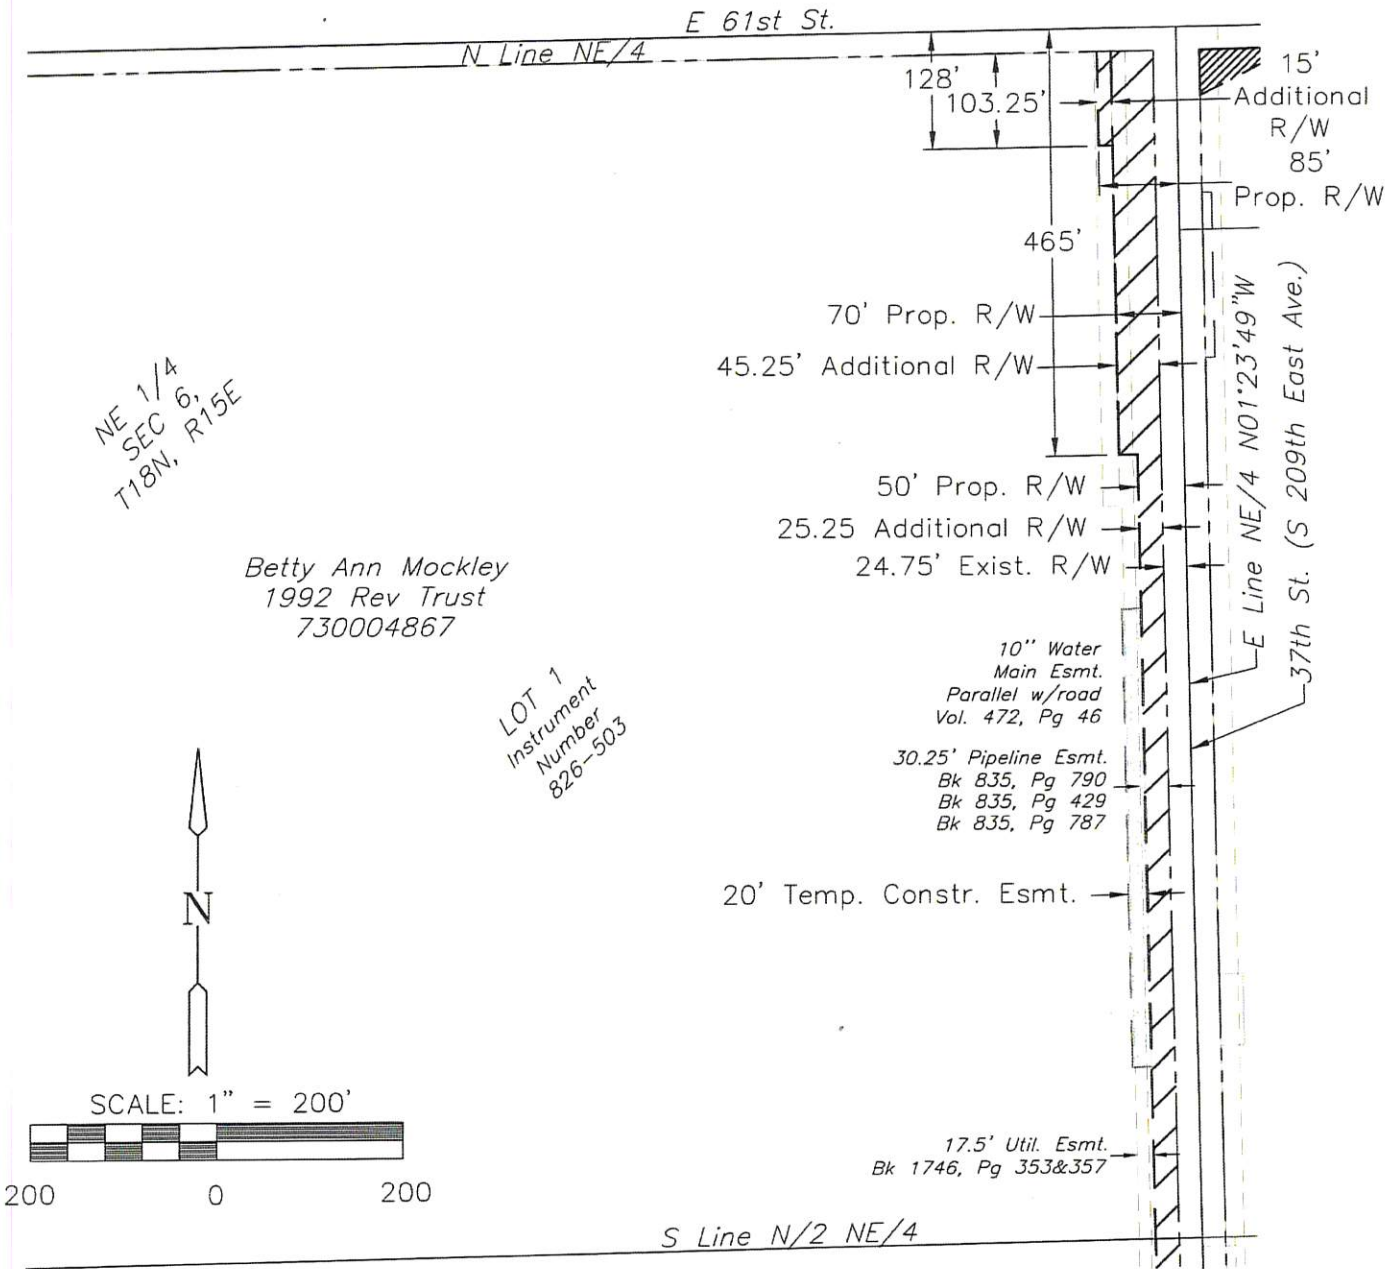 E 61st St.
N Line NE/4
128'
103.25'
15'
Additional
R/W
85'
Prop. R/W
465'
70' Prop. R/W
45.25' Additional R/W
NE 1/4
SEC 6,
T18N, R15E
50' Prop. R/W
25.25 Additional R/W
24.75' Exist. R/W
E Line NE/4 N01°23'49"W
37th St. (S 209th East Ave.)
Betty Ann Mockley
1992 Rev Trust
730004867
LOT 1
Instrument
Number
826-503
10" Water
Main Esmt.
Parallel w/road
Vol. 472, Pg 46
30.25' Pipeline Esmt.
Bk 835, Pg 790
Bk 835, Pg 429
Bk 835, Pg 787
20' Temp. Constr. Esmt.
N
SCALE: 1" = 200'
200 0 200
17.5' Util. Esmt.
Bk 1746, Pg 353&357
S Line N/2 NE/4